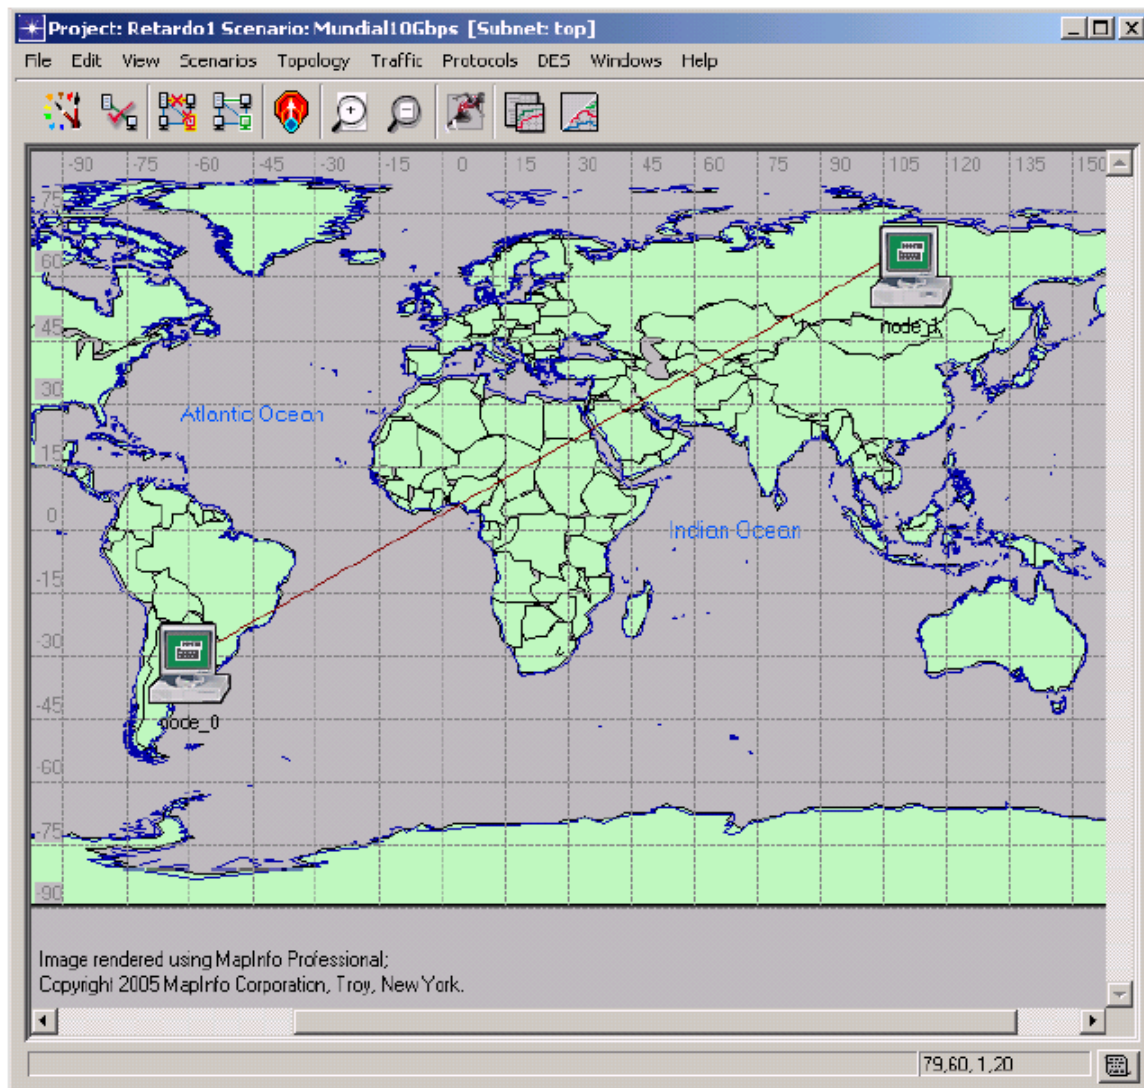 Project: Retardo1 Scenario: Mundial10Gbps [Subnet: top]
File Edit View Scenarios Topology Traffic Protocols DES Windows Help
-90 -75 -60 -45 -30 -15 0 15 30 45 60 75 90 105 120 135 150
75
60
node_1
45
30
Atlantic Ocean
15
0
Indian Ocean
-15
-30
-45
node_0
-60
-75
-90
Image rendered using MapInfo Professional;
Copyright 2005 MapInfo Corporation, Troy, New York.
79,60, 1,20